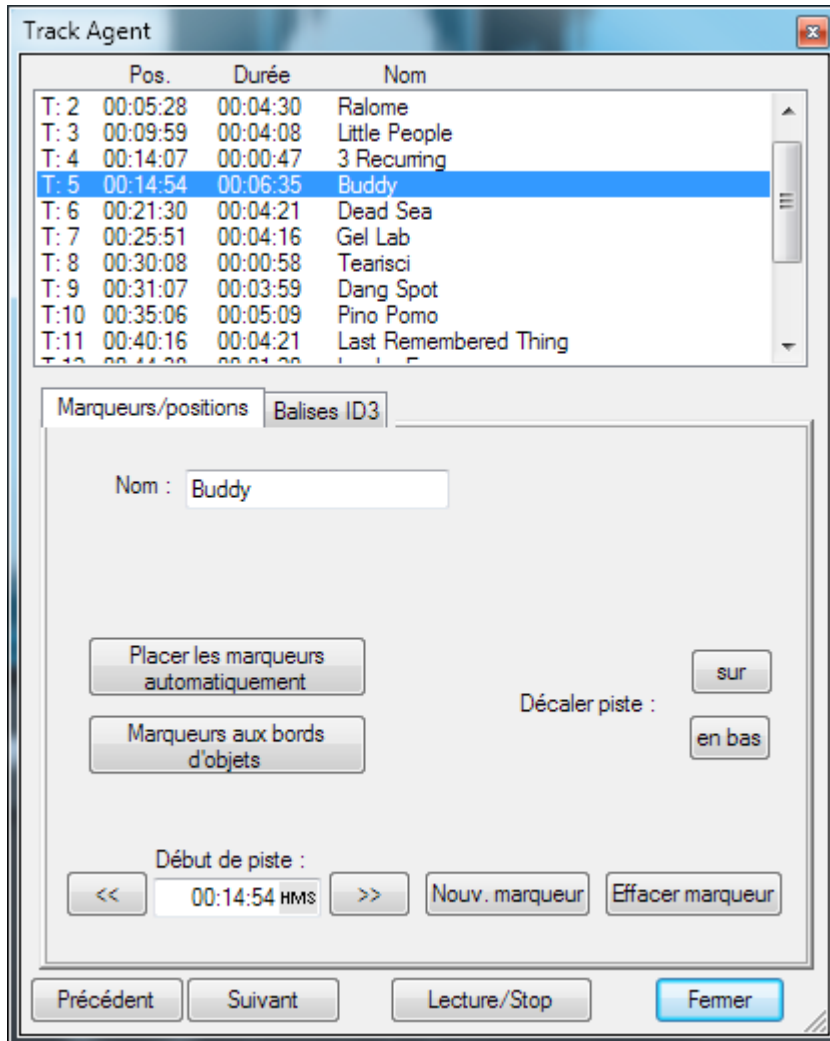 Track Agent
Pos. Durée Nom
T: 2 00:05:28 00:04:30 Ralome
T: 3 00:09:59 00:04:08 Little People
T: 4 00:14:07 00:00:47 3 Recurring
T: 5 00:14:54 00:06:35 Buddy
T: 6 00:21:30 00:04:21 Dead Sea
T: 7 00:25:51 00:04:16 Gel Lab
T: 8 00:30:08 00:00:58 Tearisci
T: 9 00:31:07 00:03:59 Dang Spot
T:10 00:35:06 00:05:09 Pino Pomo
T:11 00:40:16 00:04:21 Last Remembered Thing
Marqueurs/positions Balises ID3
Nom : Buddy
Placer les marqueurs
automatiquement
sur
Décaler piste :
Marqueurs aux bords
d'objets
en bas
Début de piste :
<< 00:14:54 HMS >> Nouv. marqueur Effacer marqueur
Précédent Suivant Lecture/Stop Fermer